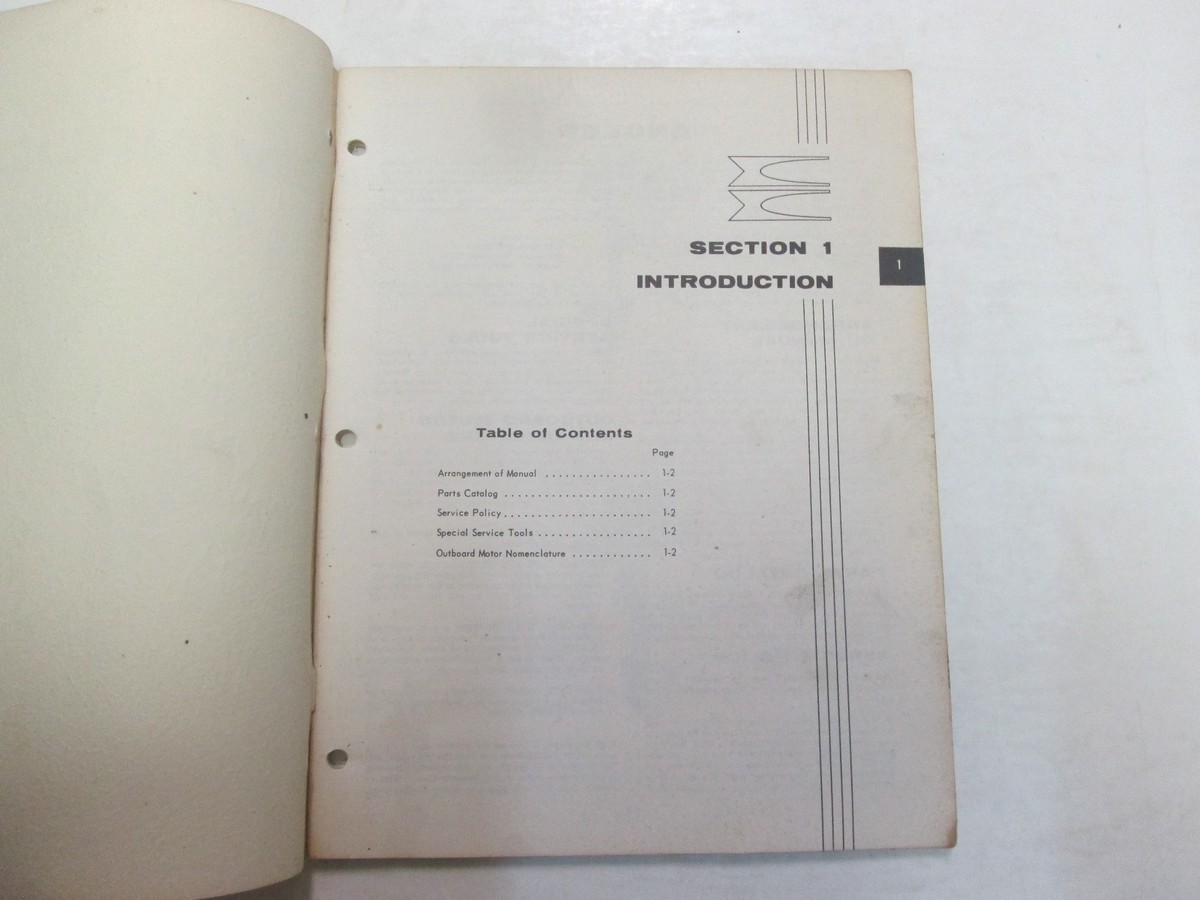 SECTION 1
INTRODUCTION
1
Table of Contents
Page
Arrangement of Manual . . . . . . . . . . . . . . . . 1-2
Parts Catalog . . . . . . . . . . . . . . . . . . . . . . 1-2
Service Policy . . . . . . . . . . . . . . . . . . . . . . 1-2
Special Service Tools . . . . . . . . . . . . . . . . . 1-2
Outboard Motor Nomenclature . . . . . . . . . . . . 1-2